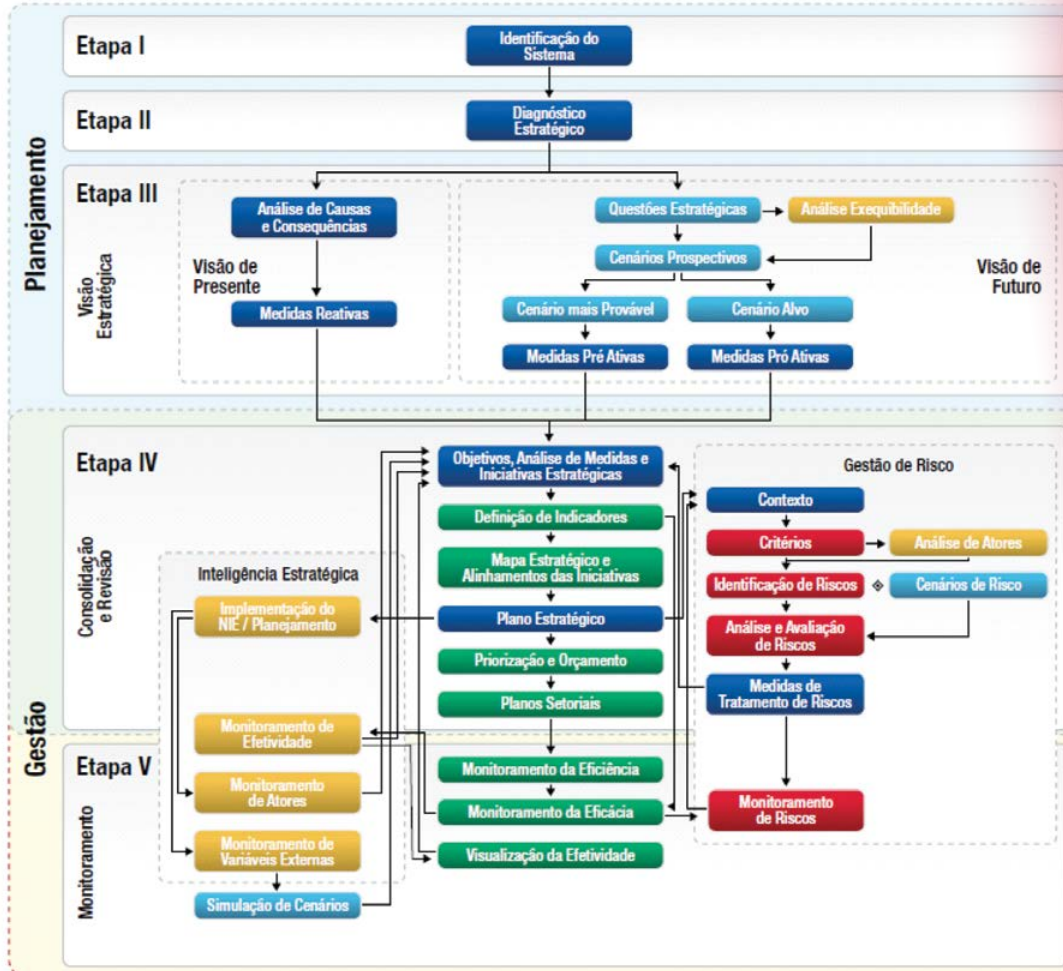 Planejamento
Etapa I
Identificação do
Sistema
Etapa II
Diagnóstico
Estratégico
Etapa III
Visão
Estratégica
Análise de Causas
e Consequências
Visão de
Presente
Medidas Reativas
Questões Estratégicas
Análise Exequibilidade
Cenários Prospectivos
Visão de
Futuro
Cenário mais Provável
Cenário Alvo
Medidas Pré Ativas
Medidas Pró Ativas
Gestão
Etapa IV
Consolidação
e Revisão
Objetivos, Análise de Medidas e
Iniciativas Estratégicas
Definição de Indicadores
Mapa Estratégico e
Alinhamentos das Iniciativas
Plano Estratégico
Priorização e Orçamento
Planos Setoriais
Inteligência Estratégica
Implementação do
NIE / Planejamento
Monitoramento de
Efetividade
Monitoramento
de Atores
Monitoramento de
Variáveis Externas
Simulação de Cenários
Gestão de Risco
Contexto
Critérios
Análise de Atores
Identificação de Riscos
Cenários de Risco
Análise e Avaliação
de Riscos
Medidas de
Tratamento de Riscos
Monitoramento
de Riscos
Etapa V
Monitoramento
Monitoramento da Eficiência
Monitoramento da Eficácia
Visualização da Efetividade